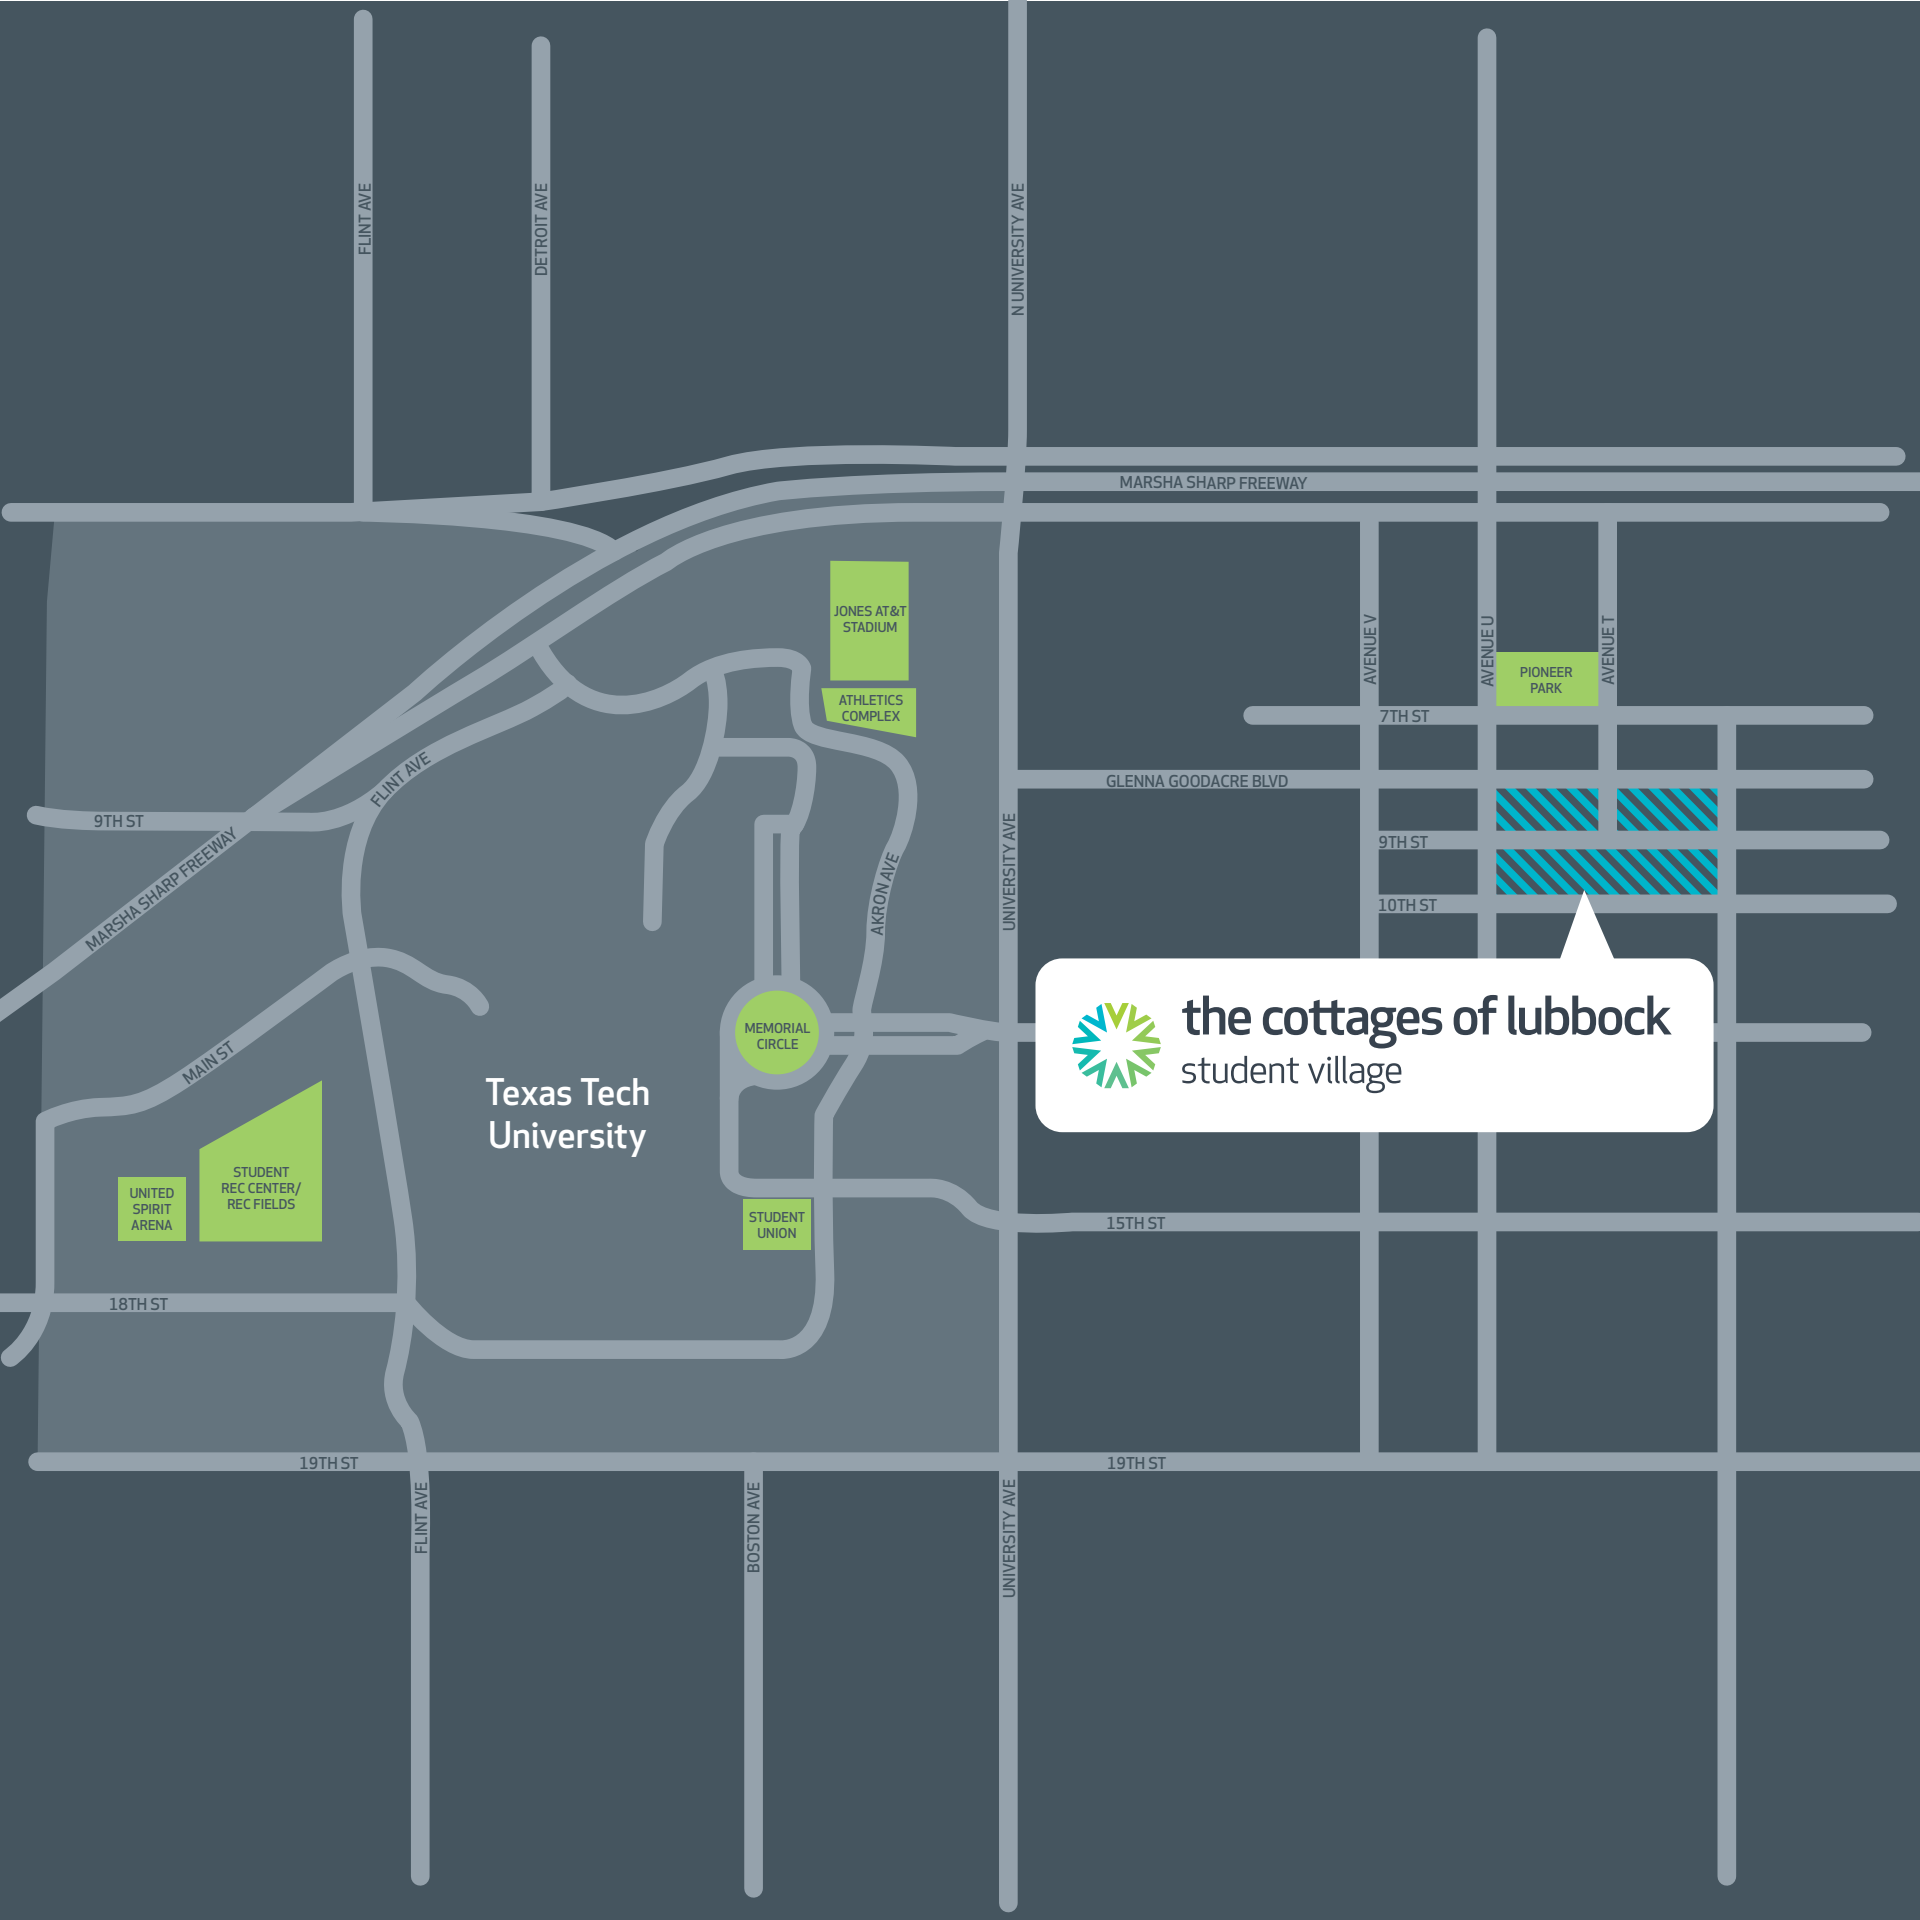 FLINT AVE
DETROIT AVE
N UNIVERSITY AVE
MARSHA SHARP FREEWAY
JONES AT&T
STADIUM
AVENUE V
AVENUE U
AVENUE T
PIONEER
PARK
ATHLETICS
COMPLEX
7TH ST
FLINT AVE
GLENNA GOODACRE BLVD
9TH ST
MARSHA SHARP FREEWAY
9TH ST
AKRON AVE
UNIVERSITY AVE
10TH ST
MEMORIAL
CIRCLE
the cottages of lubbock
student village
MAIN ST
Texas Tech
University
STUDENT
REC CENTER/
REC FIELDS
UNITED
SPIRIT
ARENA
STUDENT
UNION
15TH ST
18TH ST
19TH ST
19TH ST
FLINT AVE
BOSTON AVE
UNIVERSITY AVE